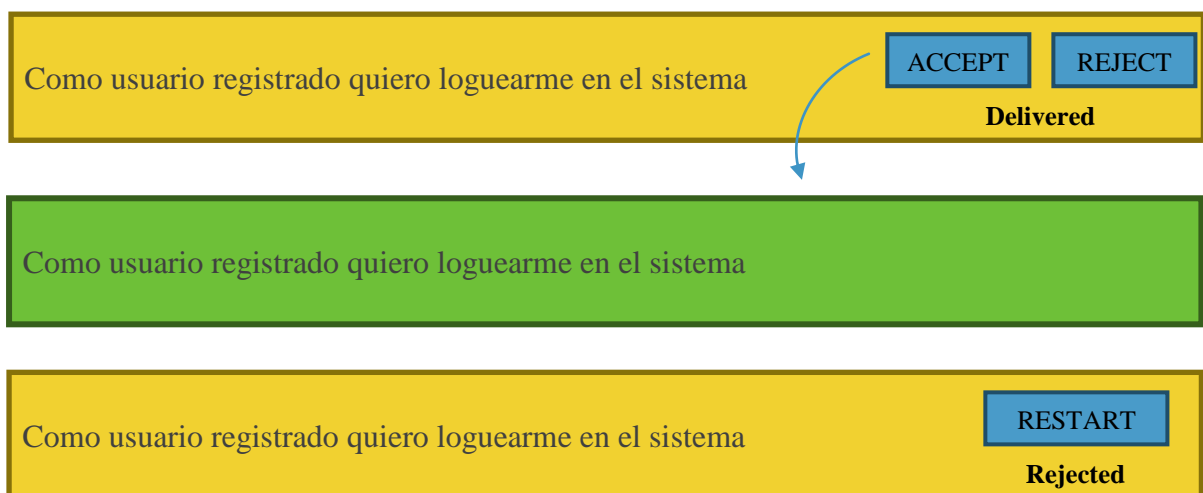 Como usuario registrado quiero loguearme en el sistema
ACCEPT
REJECT
Delivered
Como usuario registrado quiero loguearme en el sistema
Como usuario registrado quiero loguearme en el sistema
RESTART
Rejected